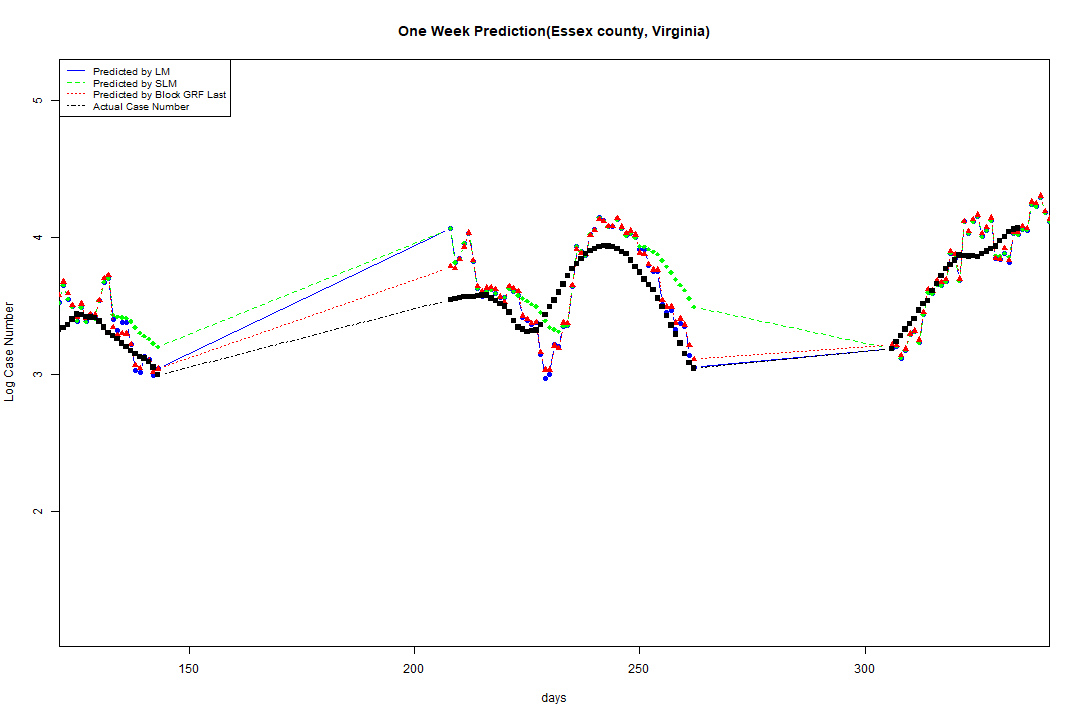 One Week Prediction(Essex county, Virginia)
Predicted by LM
Predicted by SLM
Predicted by Block GRF Last
Actual Case Number
5
4
3
2
Log Case Number
150
200
250
300
days